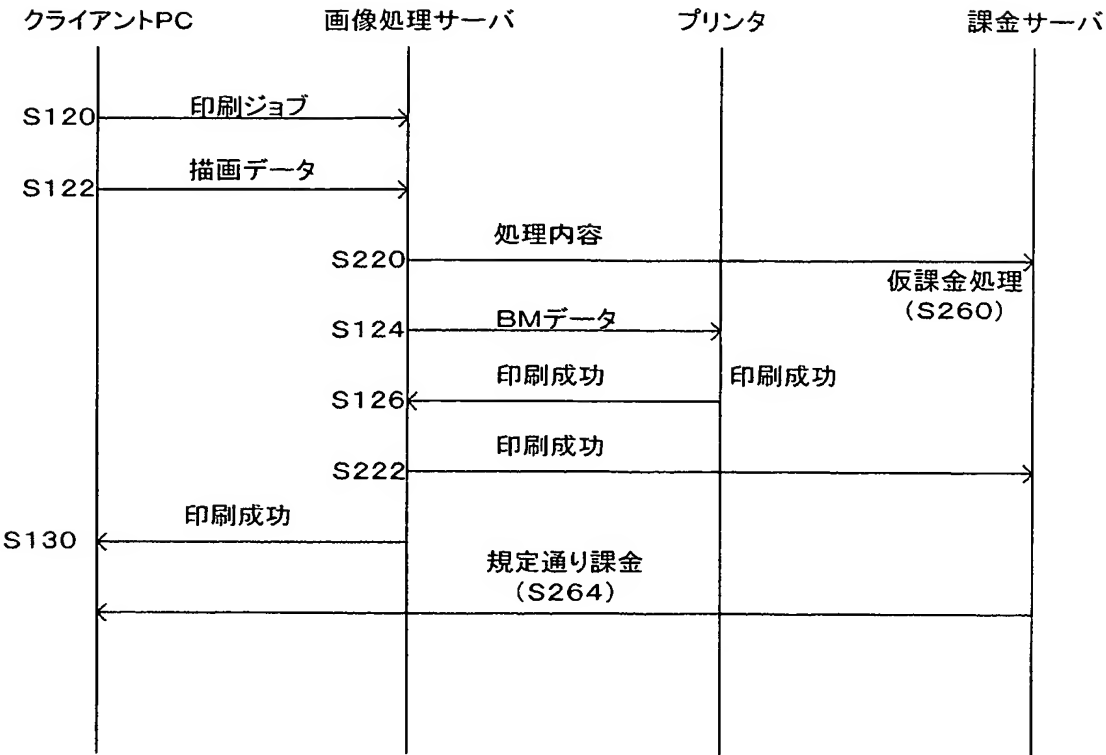 クライアントPC
画像処理サーバ
プリンタ
課金サーバ
S120
印刷ジョブ
S122
描画データ
処理内容
S220
仮課金処理
(S260)
S124
BMデータ
印刷成功
印刷成功
S126
印刷成功
S222
印刷成功
S130
規定通り課金
(S264)